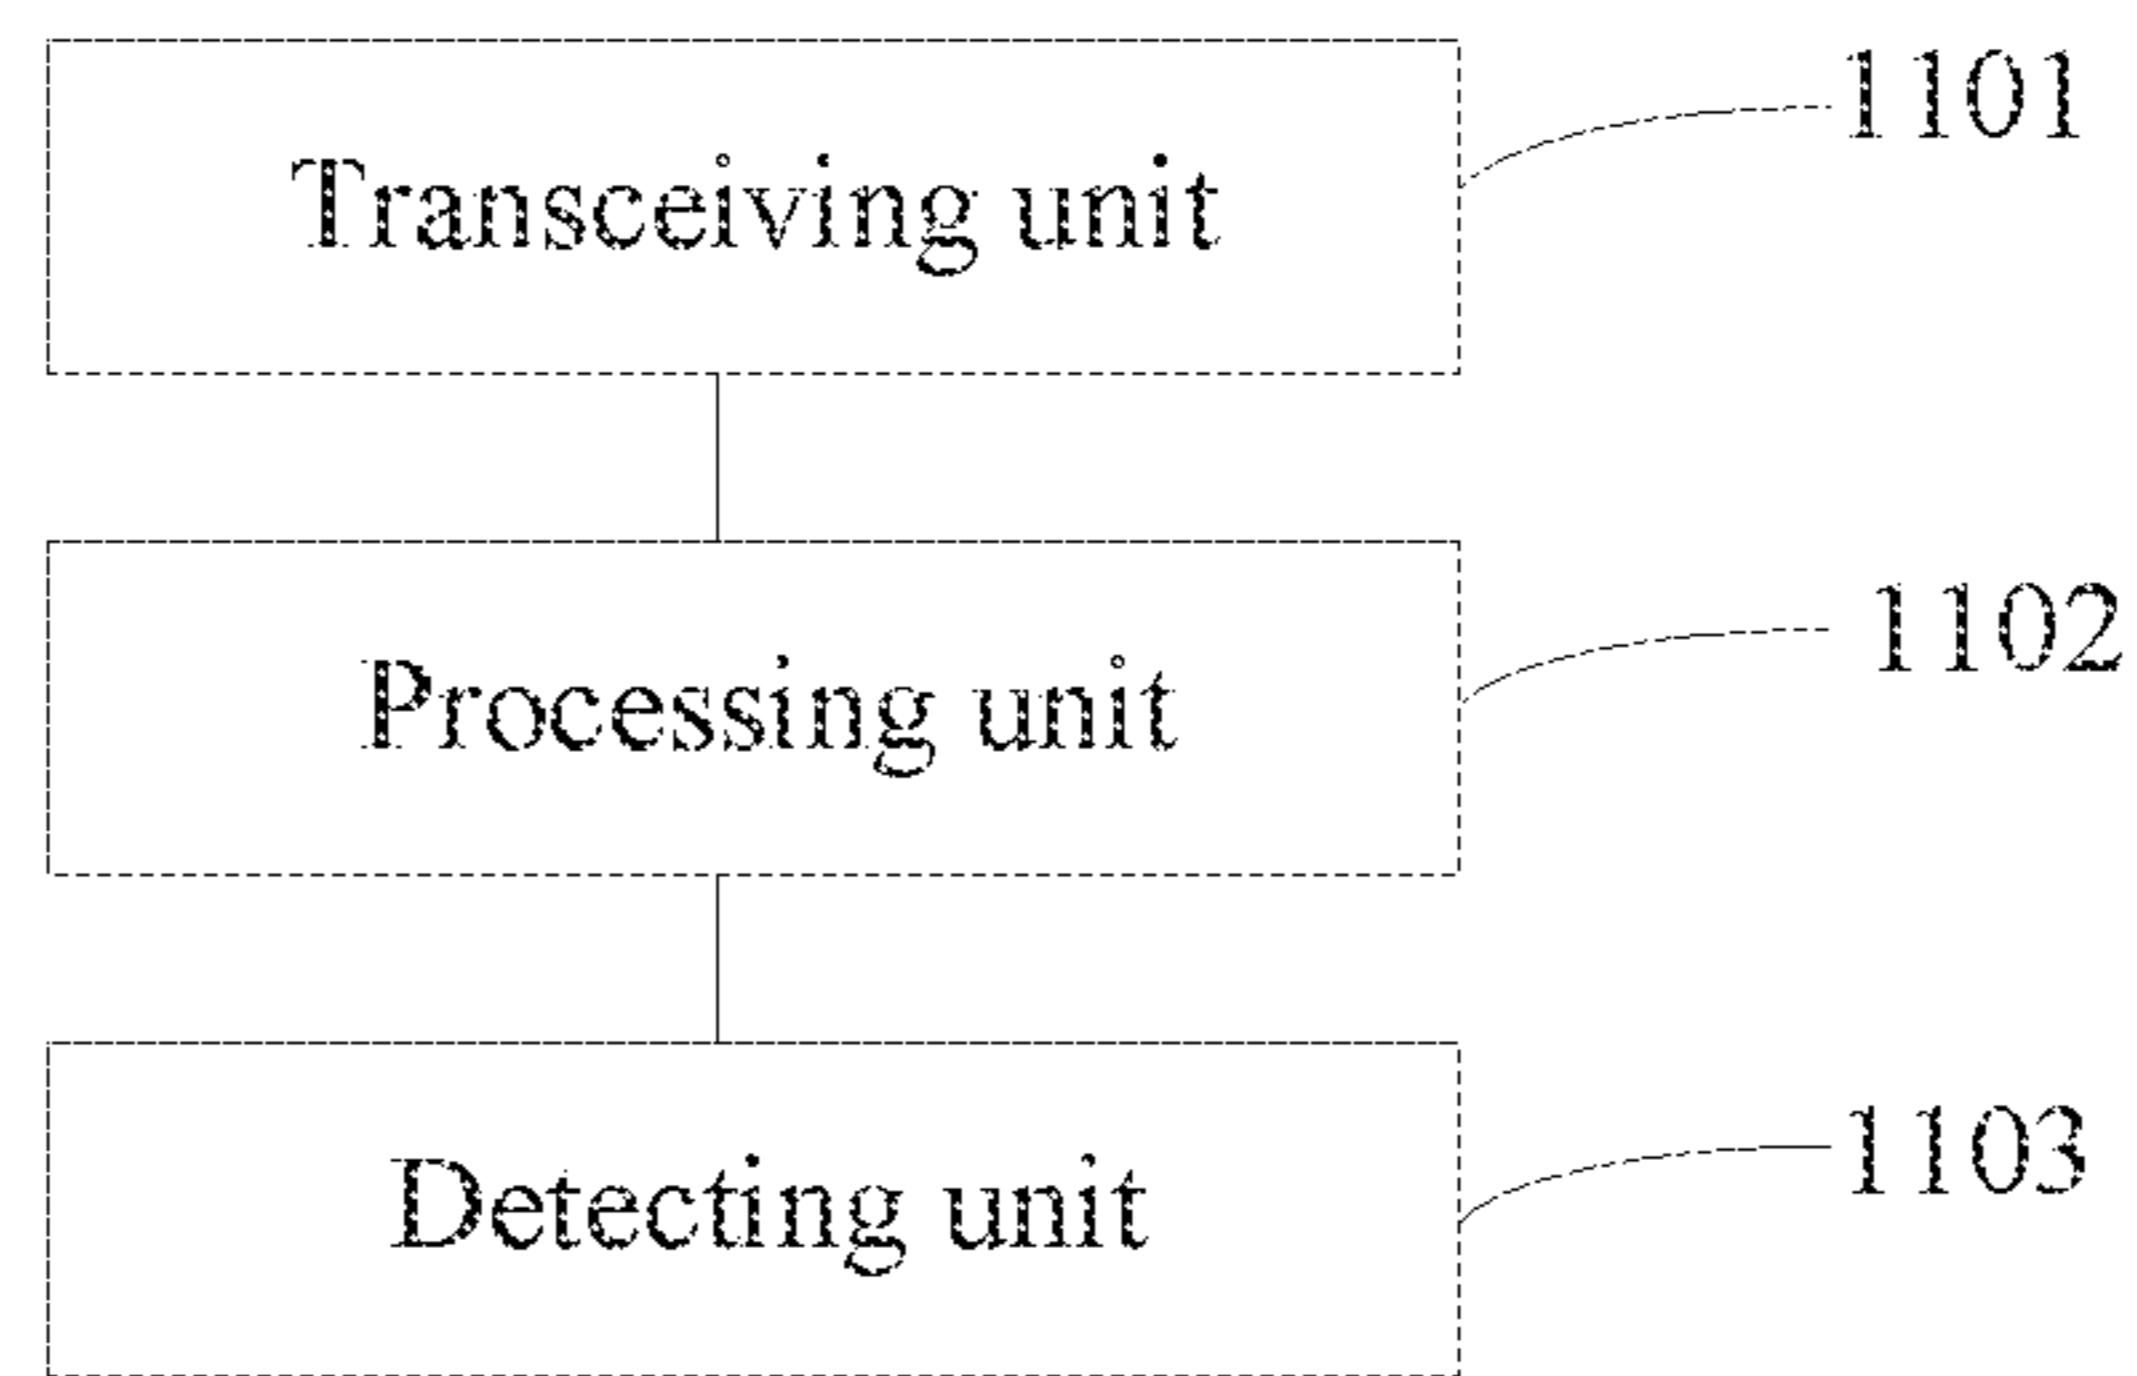 Transceiving unit
1101
Processing unit
1102
Detecting unit
1103